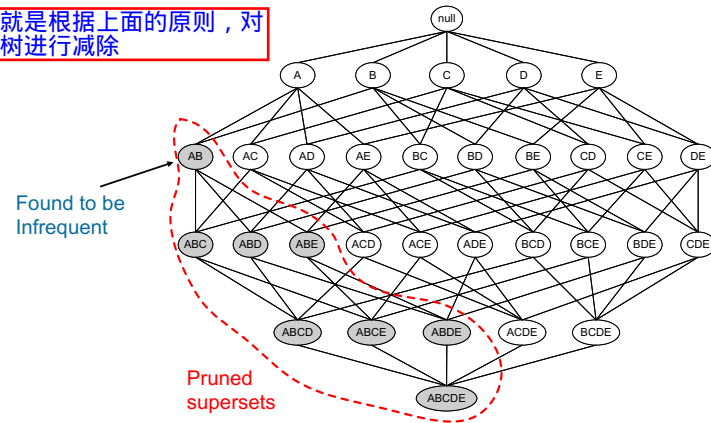 就是根据上面的原则，对
树进行减除
null
A B C D E
AB AC AD AE BC BD BE CD CE DE
Found to be
Infrequent
ABC ABD ABE ACD ACE ADE BCD BCE BDE CDE
ABCD ABCE ABDE ACDE BCDE
Pruned
supersets
ABCDE